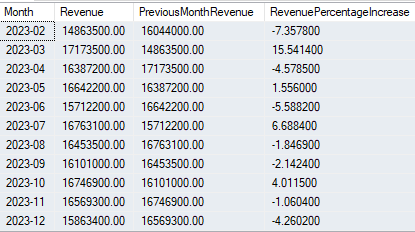 Month Revenue PreviousMonthRevenue RevenuePercentageIncrease
2023-02 14863500.00 16044000.00 -7.357800
2023-03 17173500.00 14863500.00 15.541400
2023-04 16387200.00 17173500.00 -4.578500
2023-05 16642200.00 16387200.00 1.556000
2023-06 15712200.00 16642200.00 -5.588200
2023-07 16763100.00 15712200.00 6.688400
2023-08 16453500.00 16763100.00 -1.846900
2023-09 16101000.00 16453500.00 -2.142400
2023-10 16746900.00 16101000.00 4.011500
2023-11 16569300.00 16746900.00 -1.060400
2023-12 15863400.00 16569300.00 -4.260200